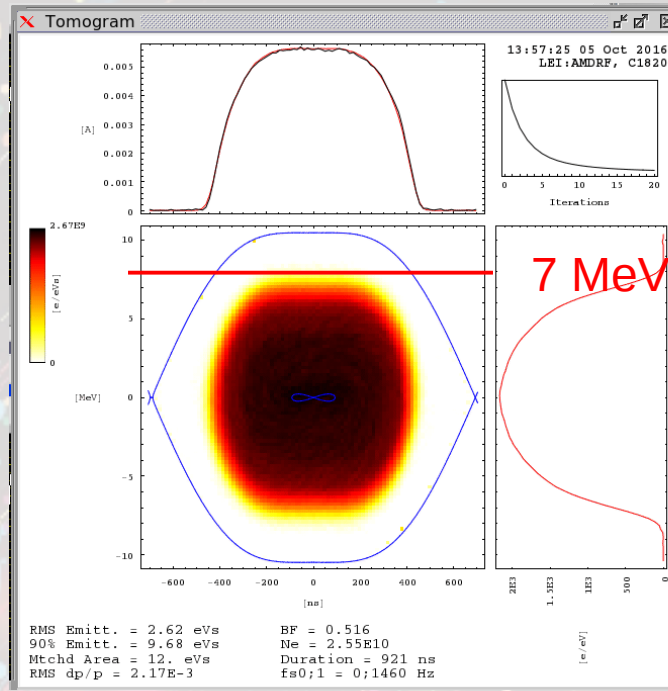 Tomogram
13:57:25 05 Oct 2016
LEI:AMDRF, C1820
0.005
0.004
0.003
0.002
0.001
0
[A]
0
5
10
15
20
Iterations
2.67E9
[e/eVs]
0
10
5
0
-5
-10
[MeV]
-600
-400
-200
0
200
400
600
[ns]
7 MeV
2E3
1.5E3
1E3
500
0
[e/eV]
RMS Emitt. = 2.62 eVs
90% Emitt. = 9.68 eVs
Mtchd Area = 12. eVs
RMS dp/p = 2.17E-3
BF = 0.516
Ne = 2.55E10
Duration = 921 ns
fs0;1 = 0;1460 Hz